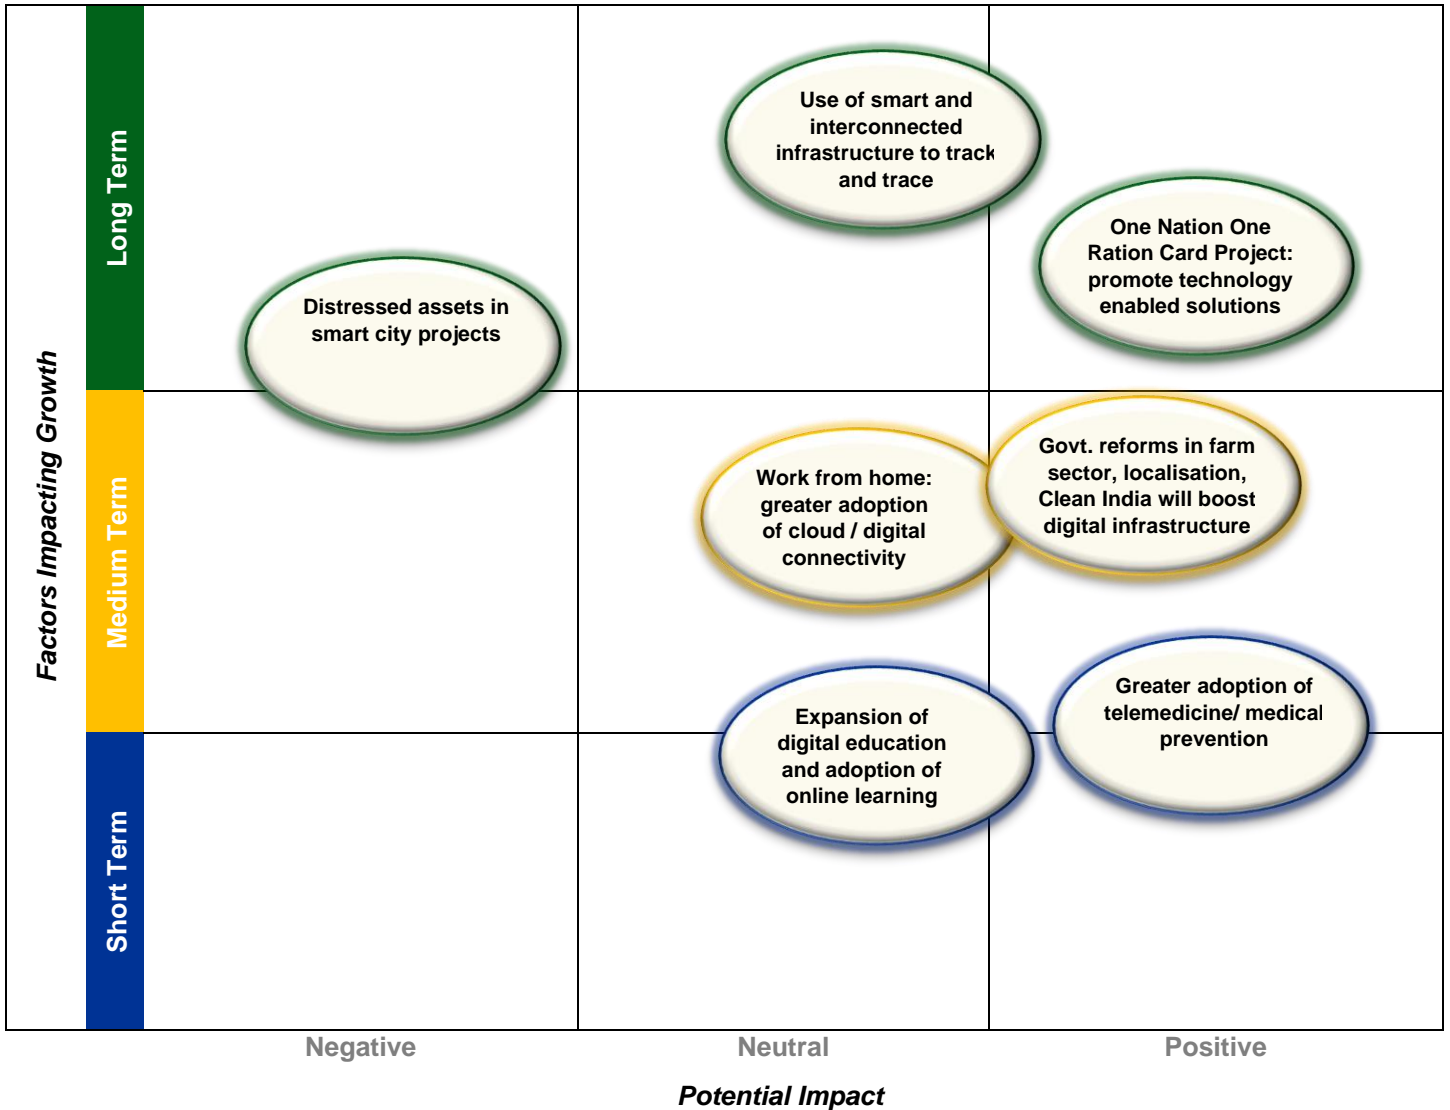 Factors Impacting Growth
Long Term
Medium Term
Short Term
Use of smart and
interconnected
infrastructure to track
and trace
One Nation One
Ration Card Project:
promote technology
enabled solutions
Distressed assets in
smart city projects
Work from home:
greater adoption
of cloud / digital
connectivity
Govt. reforms in farm
sector, localisation,
Clean India will boost
digital infrastructure
Expansion of
digital education
and adoption of
online learning
Greater adoption of
telemedicine/ medical
prevention
Negative
Neutral
Positive
Potential Impact